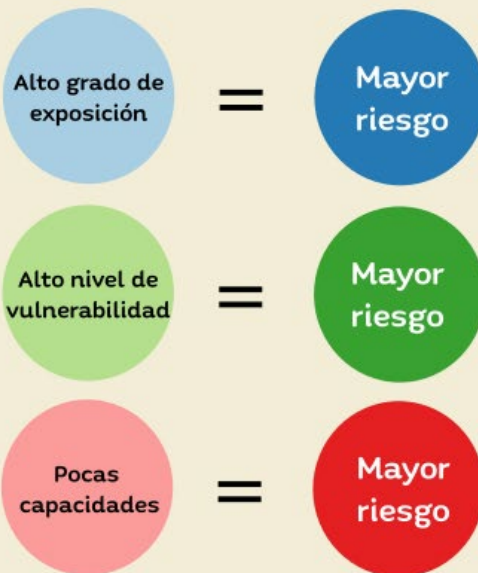 Alto grado de
exposición
=
Mayor
riesgo
Alto nivel de
vulnerabilidad
=
Mayor
riesgo
Pocas
capacidades
=
Mayor
riesgo